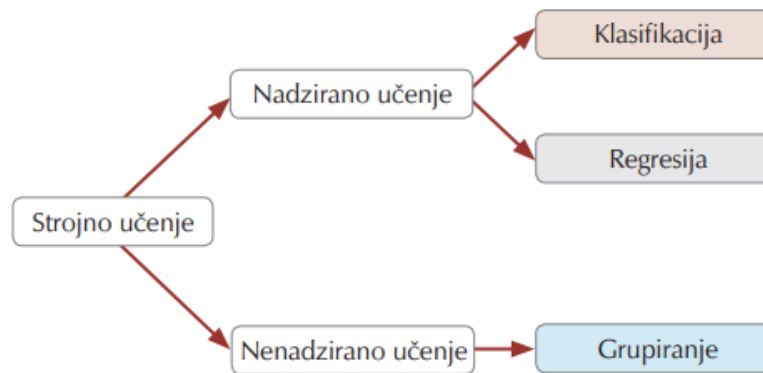 Klasifikacija
Nadzirano učenje
Regresija
Strojno učenje
Nenadzirano učenje
Grupiranje